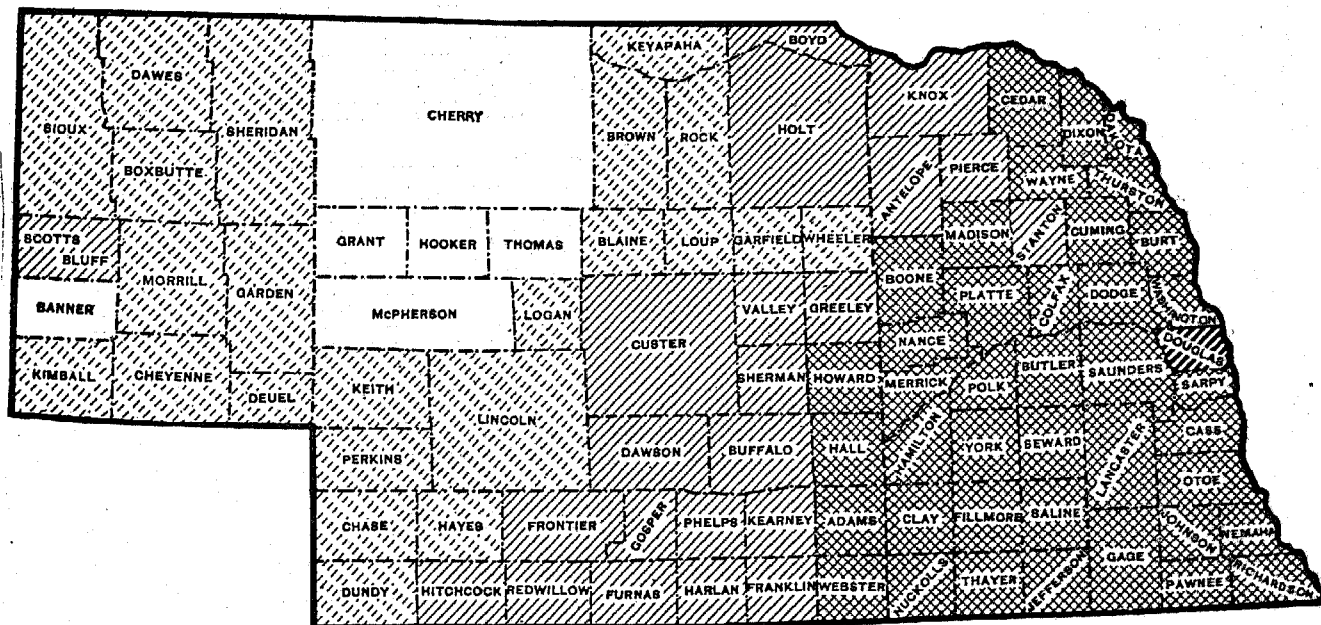 KEYAPAHA
BOYD
DAWES
CHERRY
KNOX
CEDAR
SIOUX
SHERIDAN
BROWN
ROCK
HOLT
DIXON
DAKOTA
BOXBUTTE
ANTELOPE
PIERCE
WAYNE
THURSTON
SCOTTS
BLUFF
MORRILL
GARDEN
GRANT
HOOKER
THOMAS
BLAINE
LOUP
GARFIELD
WHEELER
MADISON
STANTON
CUMING
BURT
BANNER
McPHERSON
LOGAN
CUSTER
VALLEY
GREELEY
BOONE
PLATTE
COLFAX
DODGE
WASHINGTON
NANCE
DOUGLAS
KIMBALL
CHEYENNE
DEUEL
KEITH
LINCOLN
SHERMAN
HOWARD
MERRICK
POLK
BUTLER
SAUNDERS
SARPY
PERKINS
DAWSON
BUFFALO
HALL
HAMILTON
YORK
SEWARD
LANCASTER
CASS
OTOE
CHASE
HAYES
FRONTIER
GOSPER
PHELPS
KEARNEY
ADAMS
CLAY
FILLMORE
SALINE
GAGE
JOHNSON
NEMAHA
DUNDY
HITCHCOCK
REDWILLOW
FURNAS
HARLAN
FRANKLIN
WEBSTER
NUCKOLLS
THAYER
JEFFERSON
PAWNEE
RICHARDSON